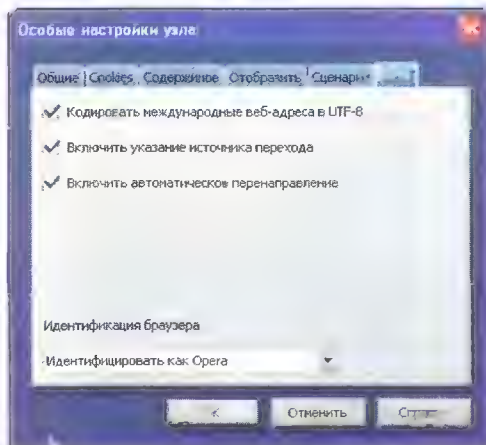 Особые настройки узла
Общие Cookies Содержимое Отобразить Сценарии
Кодировать международные веб-адреса в UTF-8
Включить указание источника перехода
Включить автоматическое перенаправление
Идентификация браузера
Идентифицировать как Opera
Отменить